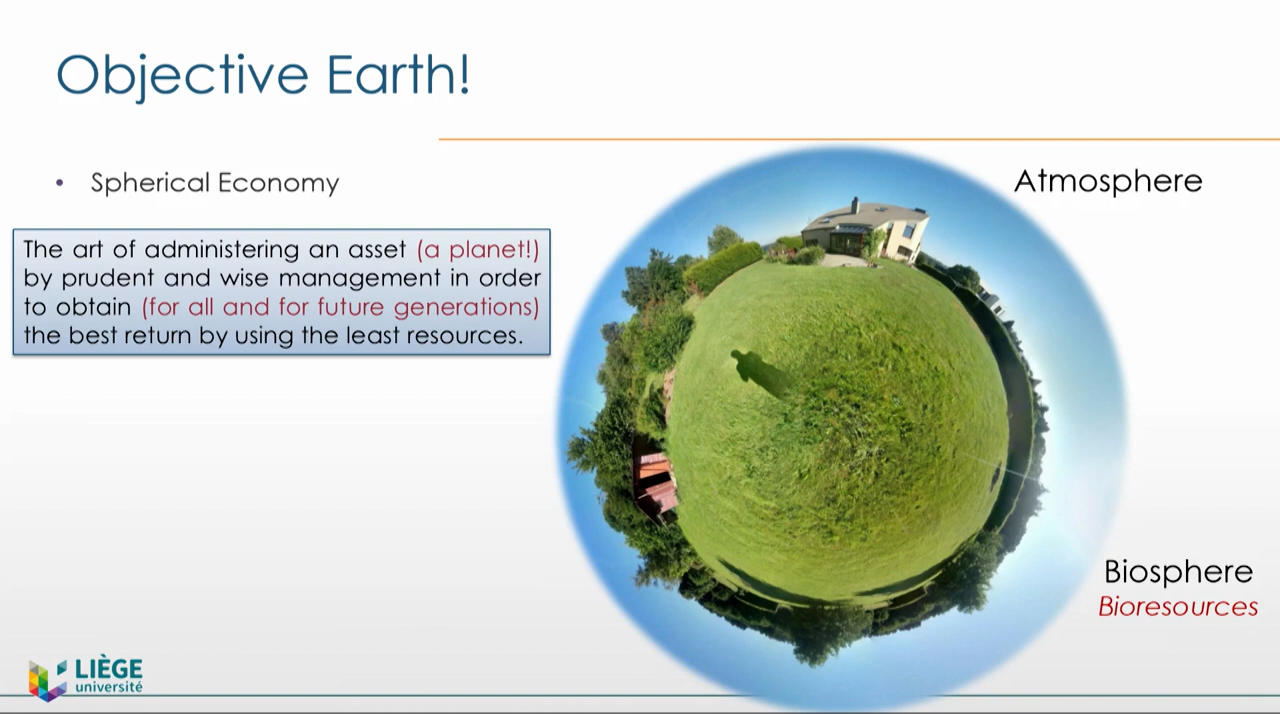 Objective Earth!
• Spherical Economy
Atmosphere
The art of administering an asset (a planet!)
by prudent and wise management in order
to obtain (for all and for future generations)
the best return by using the least resources.
Biosphere
Bioresources
LIÈGE
université